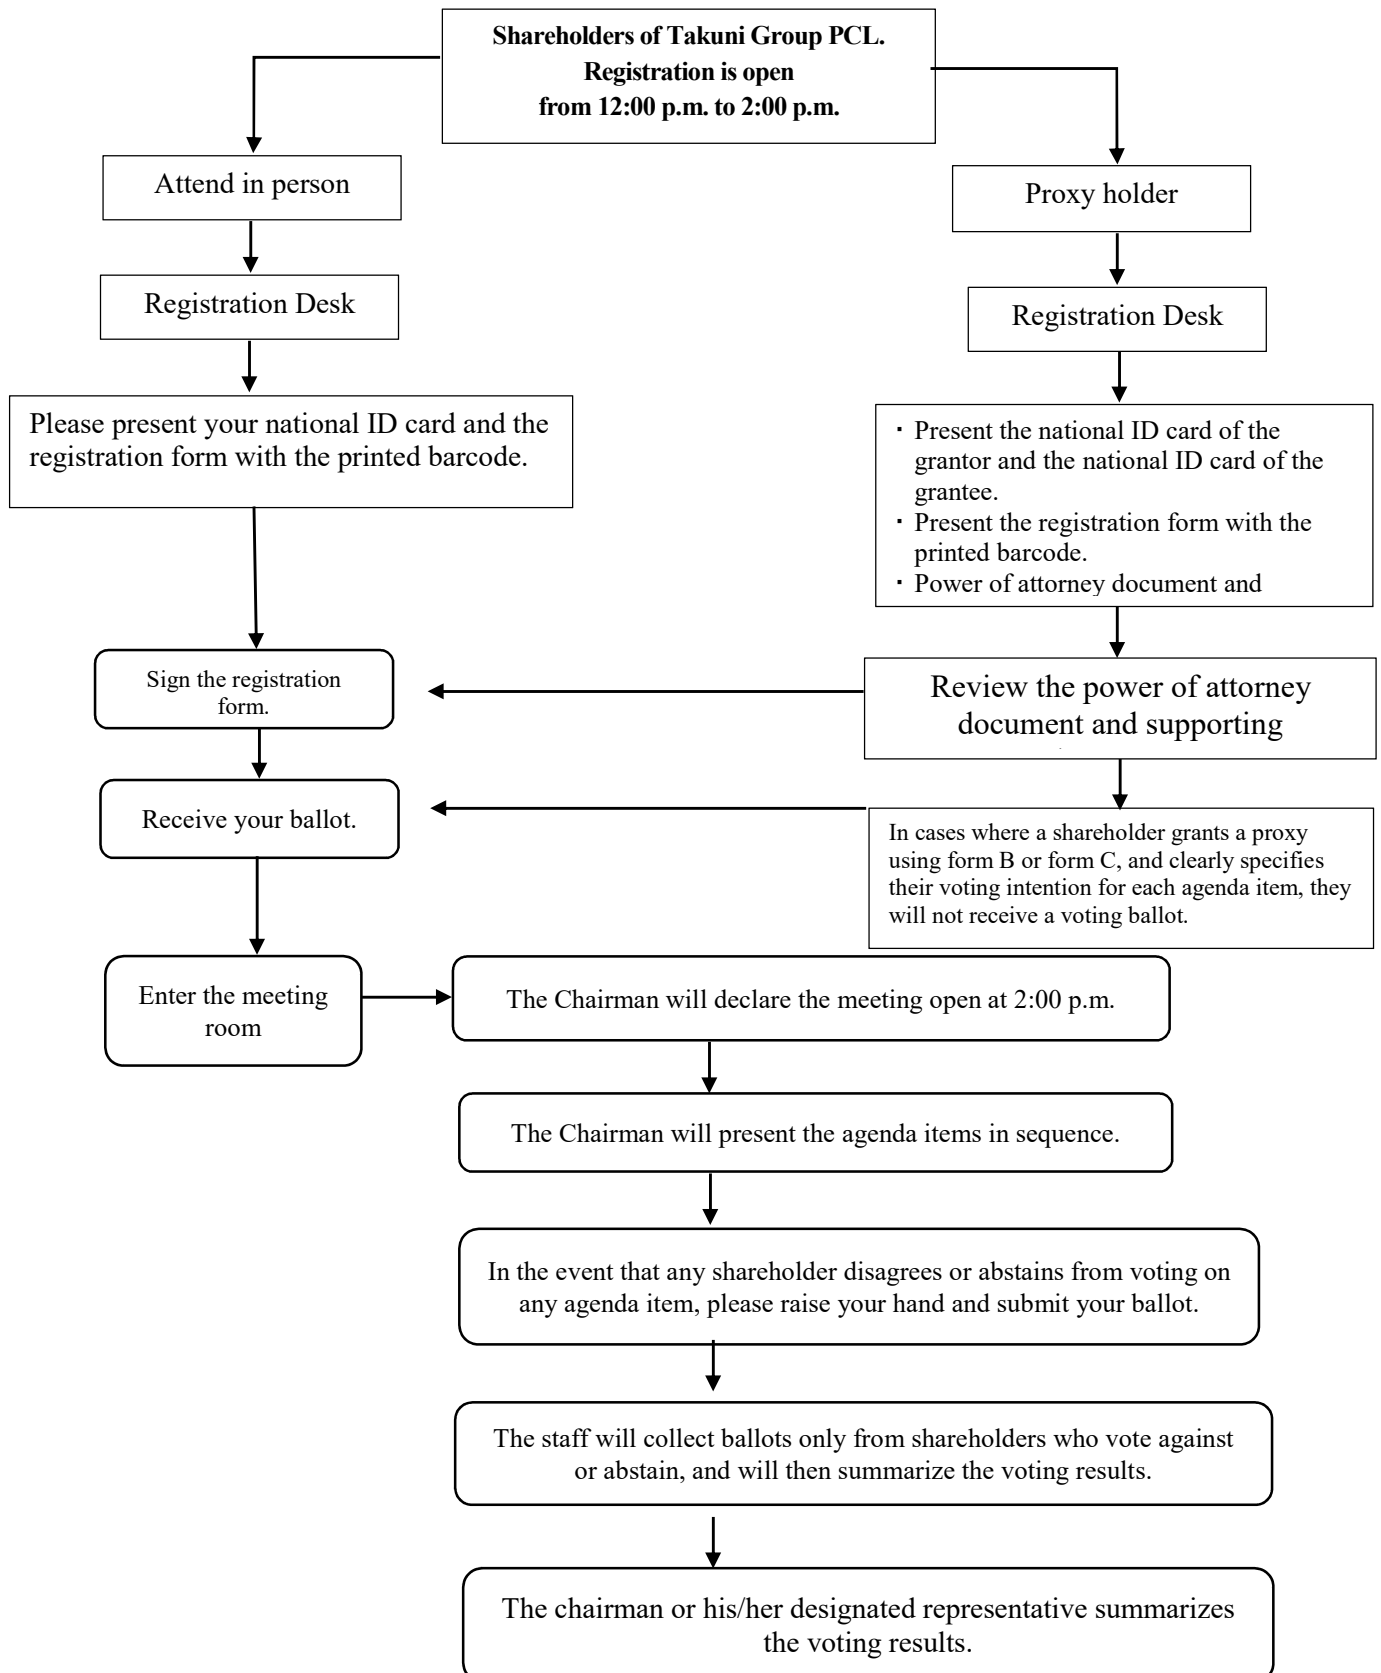 Shareholders of Takuni Group PCL.
Registration is open
from 12:00 p.m. to 2:00 p.m.
Attend in person
Proxy holder
Registration Desk
Registration Desk
Please present your national ID card and the
registration form with the printed barcode.
· Present the national ID card of the
grantor and the national ID card of the
grantee.
· Present the registration form with the
printed barcode.
· Power of attorney document and
Sign the registration
form.
Review the power of attorney
document and supporting
Receive your ballot.
In cases where a shareholder grants a proxy
using form B or form C, and clearly specifies
their voting intention for each agenda item, they
will not receive a voting ballot.
Enter the meeting
room
The Chairman will declare the meeting open at 2:00 p.m.
The Chairman will present the agenda items in sequence.
In the event that any shareholder disagrees or abstains from voting on
any agenda item, please raise your hand and submit your ballot.
The staff will collect ballots only from shareholders who vote against
or abstain, and will then summarize the voting results.
The chairman or his/her designated representative summarizes
the voting results.